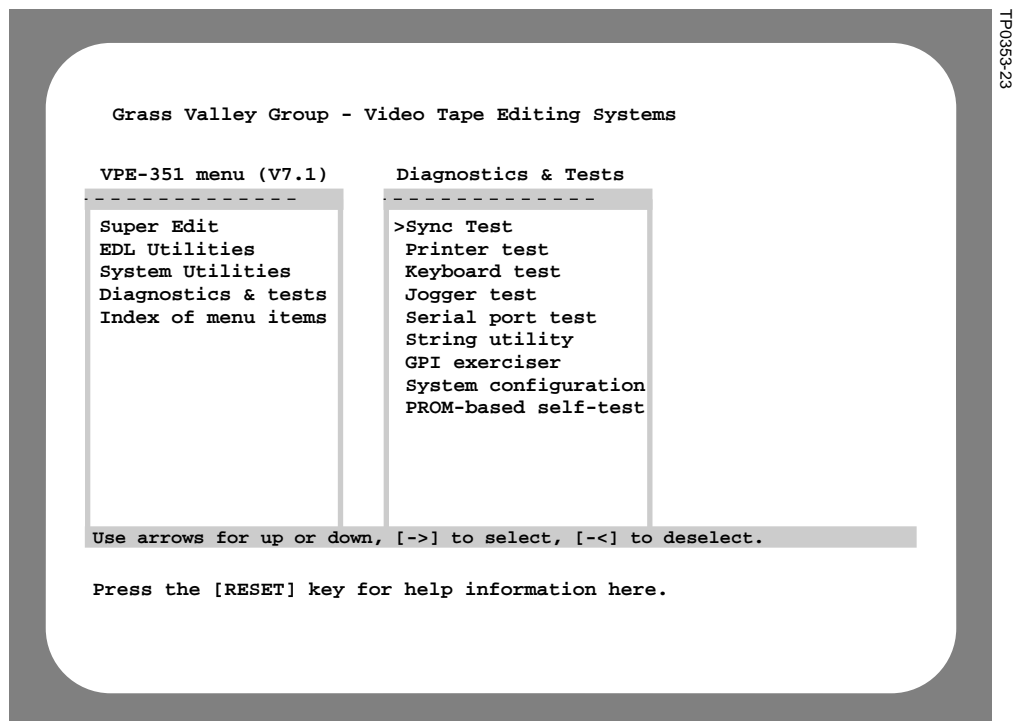 Grass Valley Group - Video Tape Editing Systems
VPE-351 menu (V7.1)
- - - - - - - - - - - - - -
Super Edit
EDL Utilities
System Utilities
Diagnostics & tests
Index of menu items
Diagnostics & Tests
- - - - - - - - - - - - - -
>Sync Test
Printer test
Keyboard test
Jogger test
Serial port test
String utility
GPI exerciser
System configuration
PROM-based self-test
Use arrows for up or down, [->] to select, [-<] to deselect.
Press the [RESET] key for help information here.
TP0353-23